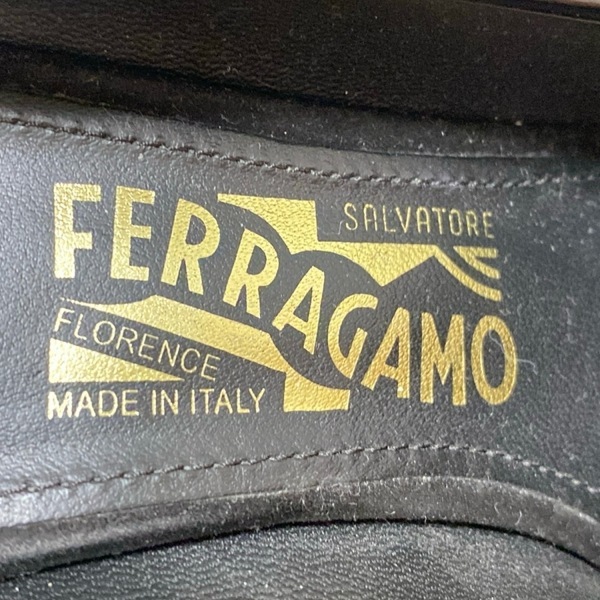 SALVATORE
FERRAGAMO
FLORENCE
MADE IN ITALY